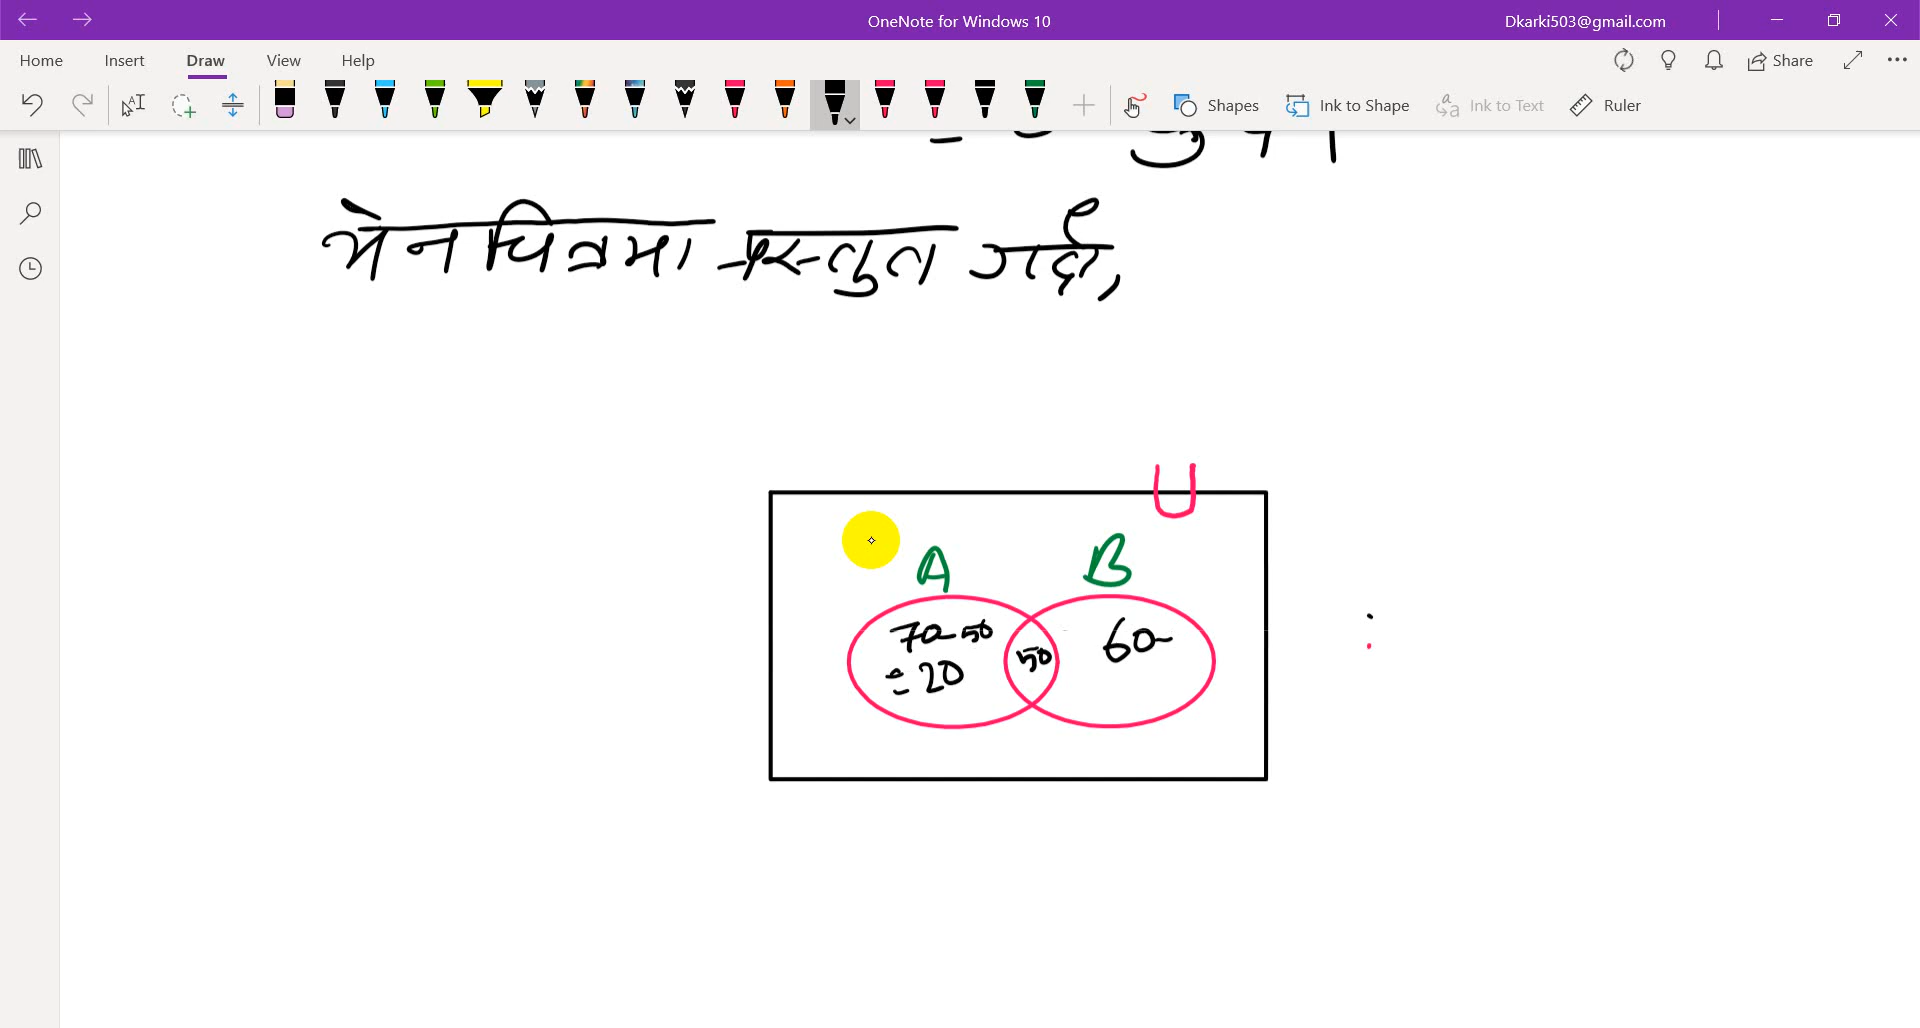 OneNote for Windows 10
Dkarki503@gmail.com
Home Insert Draw View Help
Share
Shapes Ink to Shape Ink to Text Ruler
भेनचित्रमा प्रस्तुत गर्दा,
U
A B
70-50 50 60-
= 20